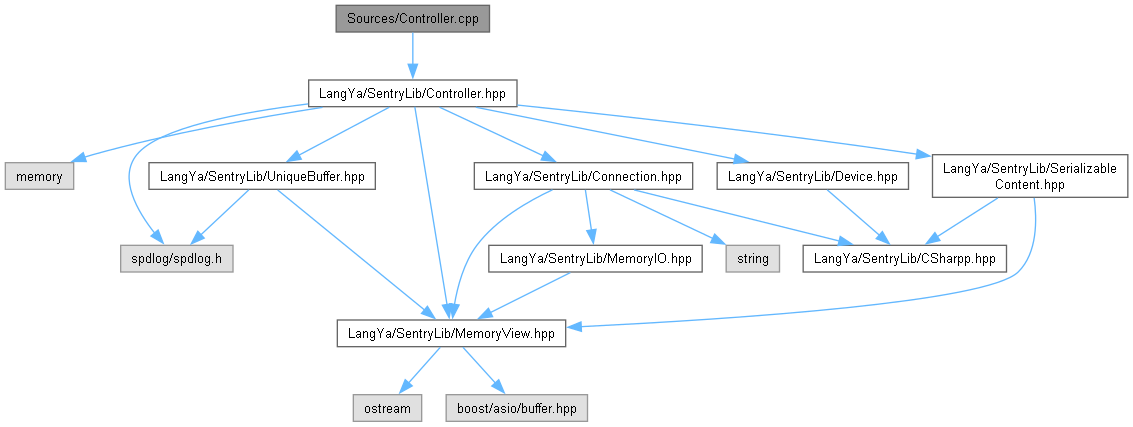 Sources/Controller.cpp
LangYa/SentryLib/Controller.hpp
memory
LangYa/SentryLib/UniqueBuffer.hpp
LangYa/SentryLib/Connection.hpp
LangYa/SentryLib/Device.hpp
LangYa/SentryLib/Serializable
Content.hpp
spdlog/spdlog.h
LangYa/SentryLib/MemoryIO.hpp
string
LangYa/SentryLib/CSharpp.hpp
LangYa/SentryLib/MemoryView.hpp
ostream
boost/asio/buffer.hpp